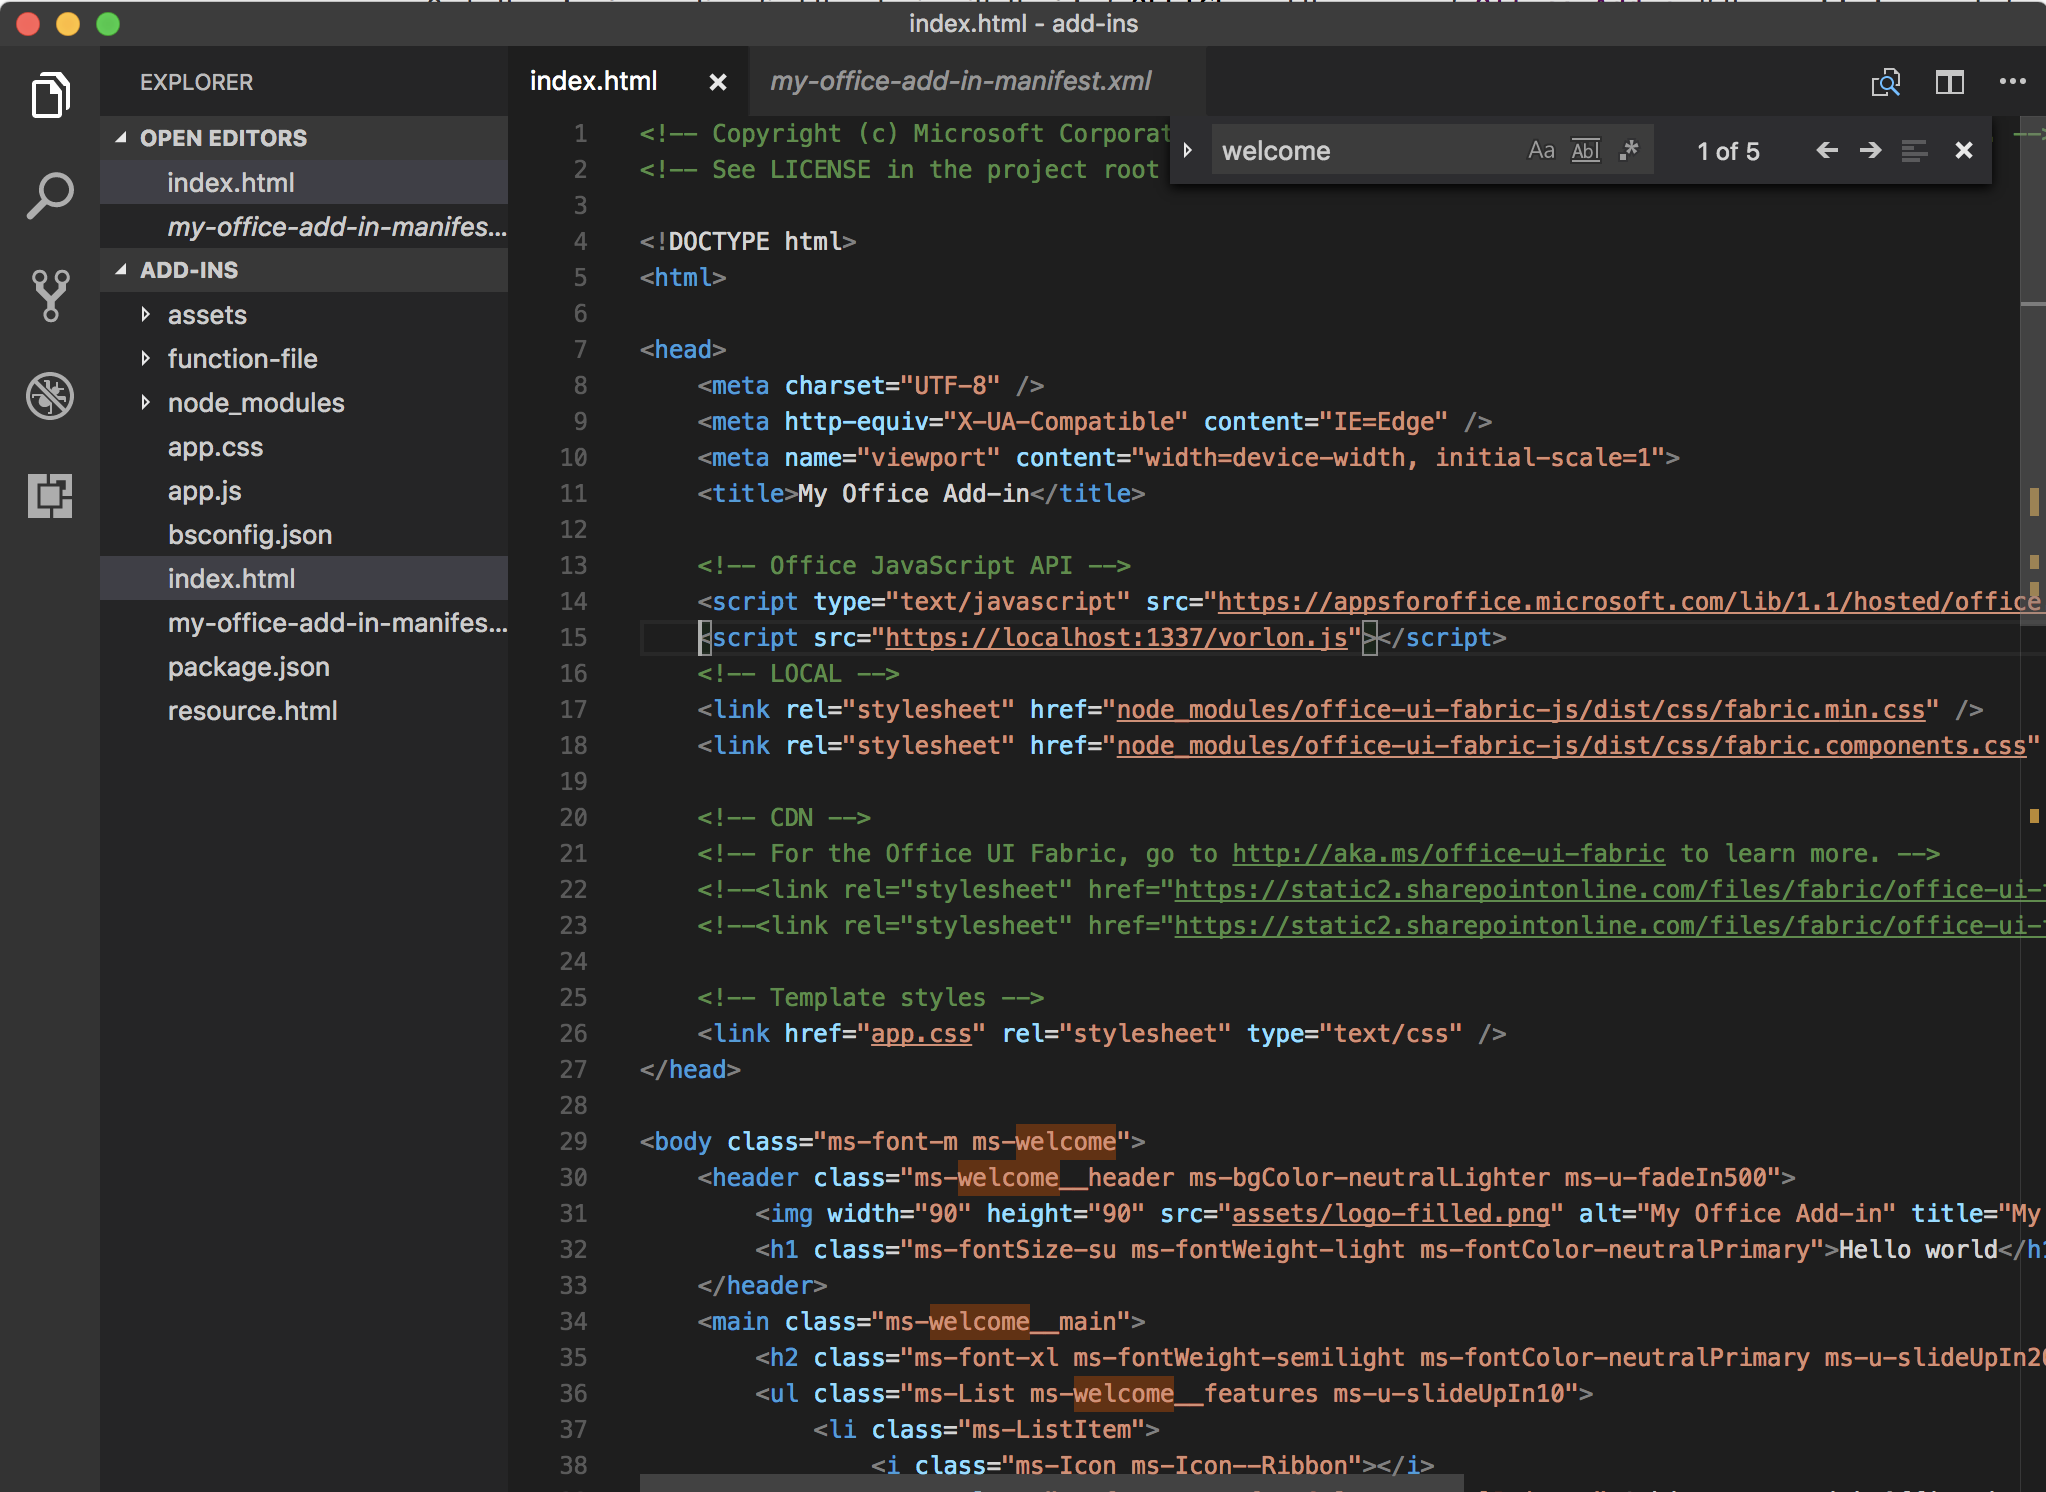 index.html - add-ins
EXPLORER
OPEN EDITORS
index.html
my-office-add-in-manifes...
ADD-INS
assets
function-file
node_modules
app.css
app.js
bsconfig.json
index.html
my-office-add-in-manifes...
package.json
resource.html
index.html
my-office-add-in-manifest.xml
welcome
Aa Abl .*
1 of 5
1 <!-- Copyright (c) Microsoft Corporat -->
2 <!-- See LICENSE in the project root
3
4 <!DOCTYPE html>
5 <html>
6
7 <head>
8 <meta charset="UTF-8" />
9 <meta http-equiv="X-UA-Compatible" content="IE=Edge" />
10 <meta name="viewport" content="width=device-width, initial-scale=1">
11 <title>My Office Add-in</title>
12
13 <!-- Office JavaScript API -->
14 <script type="text/javascript" src="https://appsforoffice.microsoft.com/lib/1.1/hosted/office
15 <script src="https://localhost:1337/vorlon.js"></script>
16 <!-- LOCAL -->
17 <link rel="stylesheet" href="node_modules/office-ui-fabric-js/dist/css/fabric.min.css" />
18 <link rel="stylesheet" href="node_modules/office-ui-fabric-js/dist/css/fabric.components.css"
19
20 <!-- CDN -->
21 <!-- For the Office UI Fabric, go to http://aka.ms/office-ui-fabric to learn more. -->
22 <!--<link rel="stylesheet" href="https://static2.sharepointonline.com/files/fabric/office-ui-
23 <!--<link rel="stylesheet" href="https://static2.sharepointonline.com/files/fabric/office-ui-
24
25 <!-- Template styles -->
26 <link href="app.css" rel="stylesheet" type="text/css" />
27 </head>
28
29 <body class="ms-font-m ms-welcome">
30 <header class="ms-welcome__header ms-bgColor-neutralLighter ms-u-fadeIn500">
31 <img width="90" height="90" src="assets/logo-filled.png" alt="My Office Add-in" title="My
32 <h1 class="ms-fontSize-su ms-fontWeight-light ms-fontColor-neutralPrimary">Hello world</h1
33 </header>
34 <main class="ms-welcome__main">
35 <h2 class="ms-font-xl ms-fontWeight-semilight ms-fontColor-neutralPrimary ms-u-slideUpIn20
36 <ul class="ms-List ms-welcome__features ms-u-slideUpIn10">
37 <li class="ms-ListItem">
38 <i class="ms-Icon ms-Icon--Ribbon"></i>